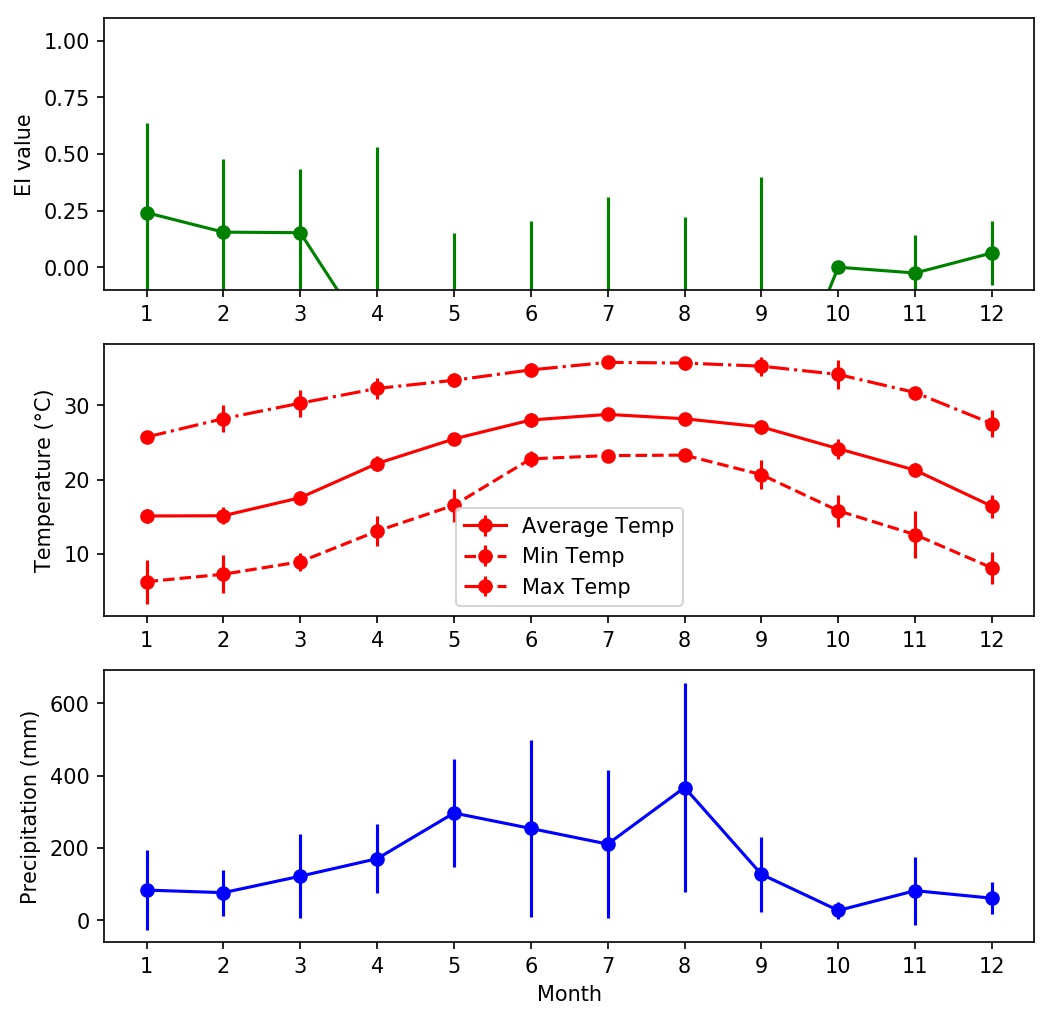 EI value
1.00
0.75
0.50
0.25
0.00
1 2 3 4 5 6 7 8 9 10 11 12
Temperature (°C)
30
20
10
Average Temp
Min Temp
Max Temp
1 2 3 4 5 6 7 8 9 10 11 12
Precipitation (mm)
600
400
200
0
1 2 3 4 5 6 7 8 9 10 11 12
Month